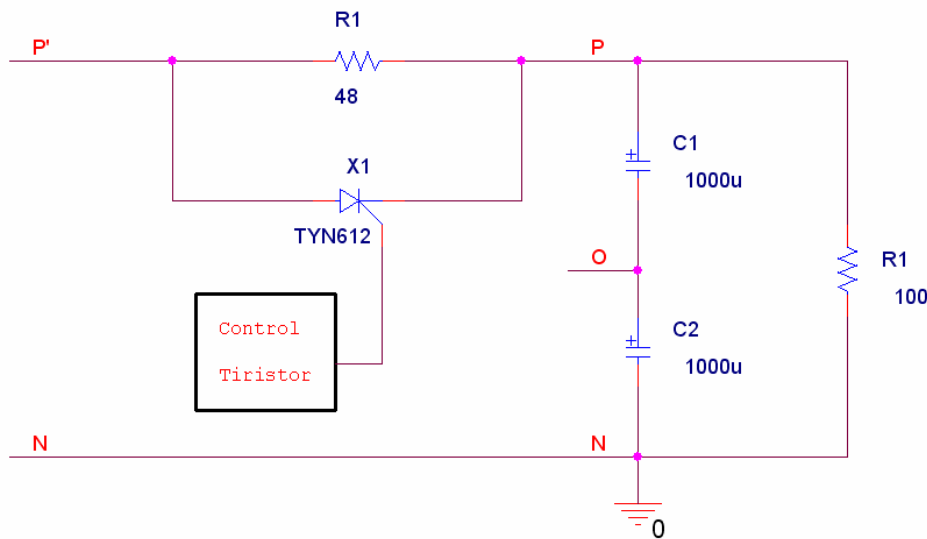 R1
P'
P
48
C1
1000u
X1
TYN612
O
R1
100
Control
Tiristor
C2
1000u
N
N
0